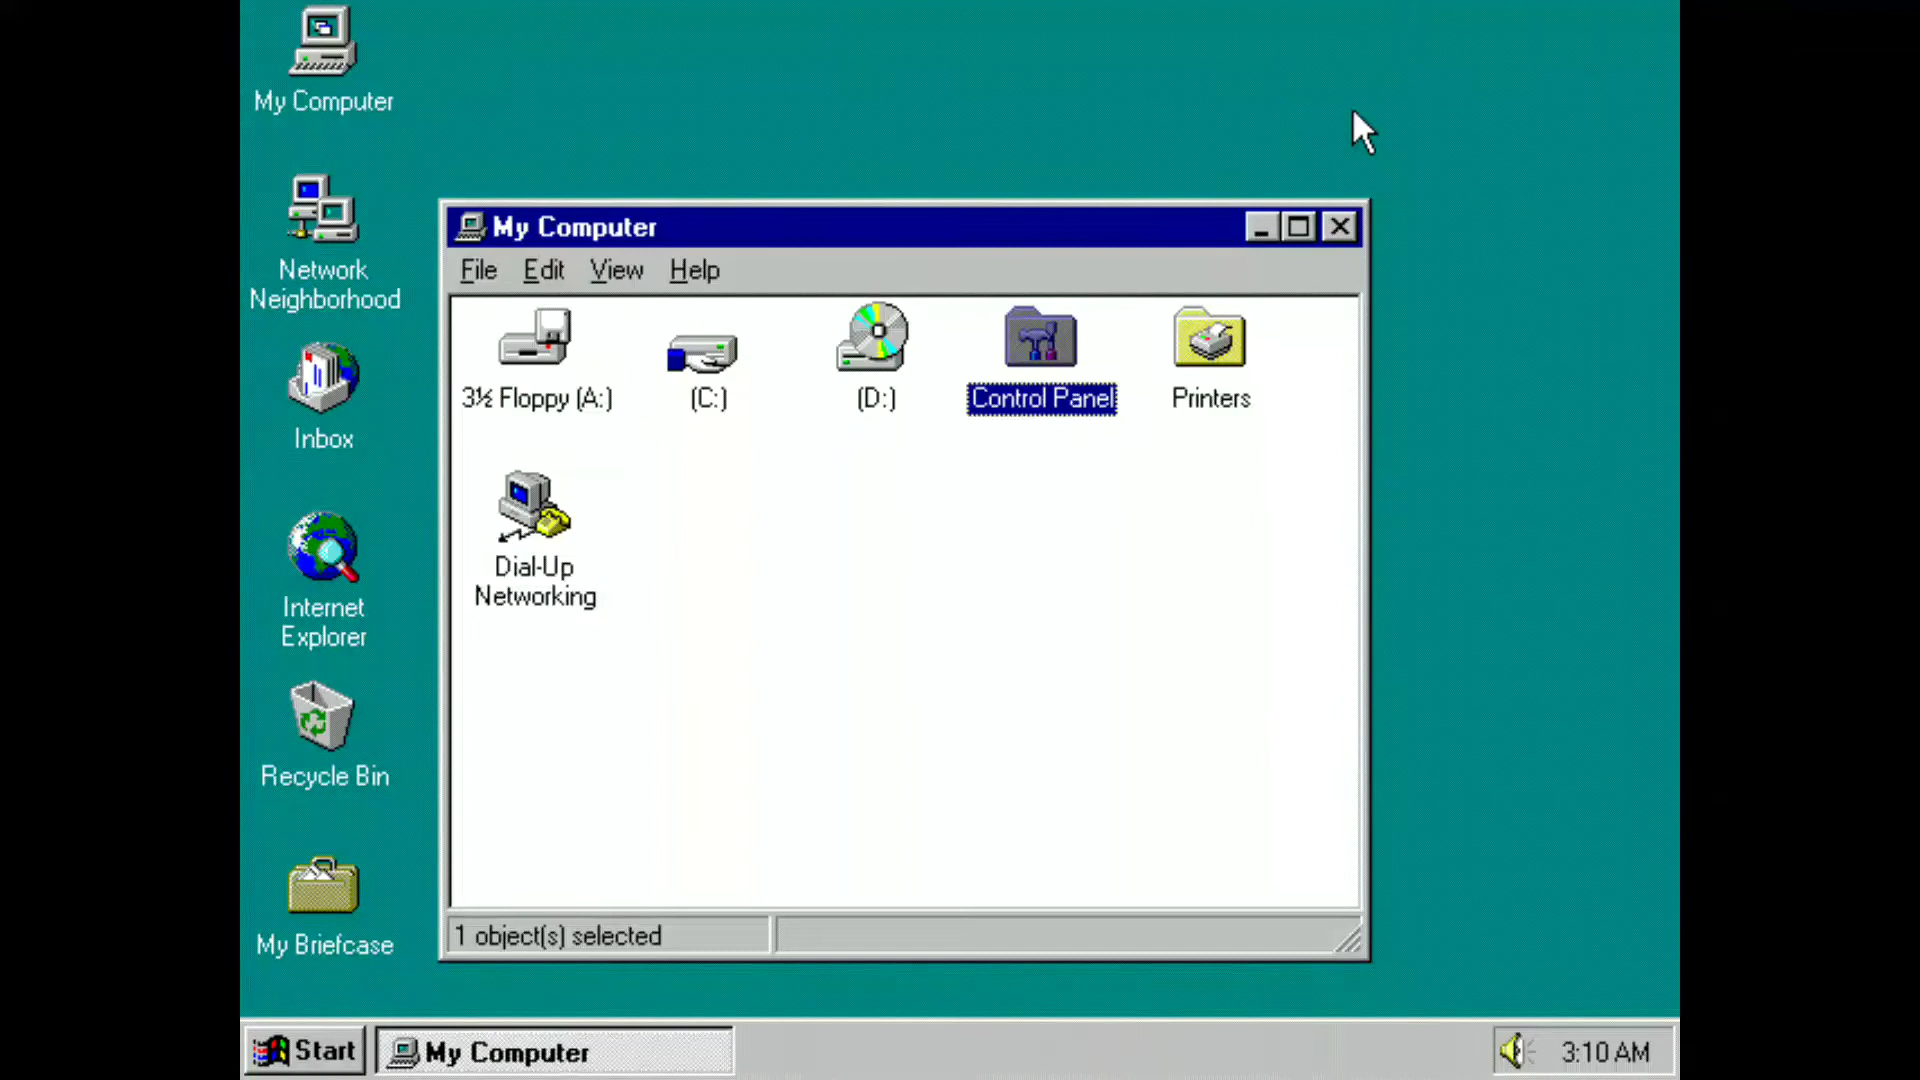 My Computer
Network
Neighborhood
Inbox
Internet
Explorer
Recycle Bin
My Briefcase
My Computer
File Edit View Help
3½ Floppy (A:) (C:) (D:) Control Panel Printers
Dial-Up
Networking
1 object(s) selected
Start My Computer 3:10 AM